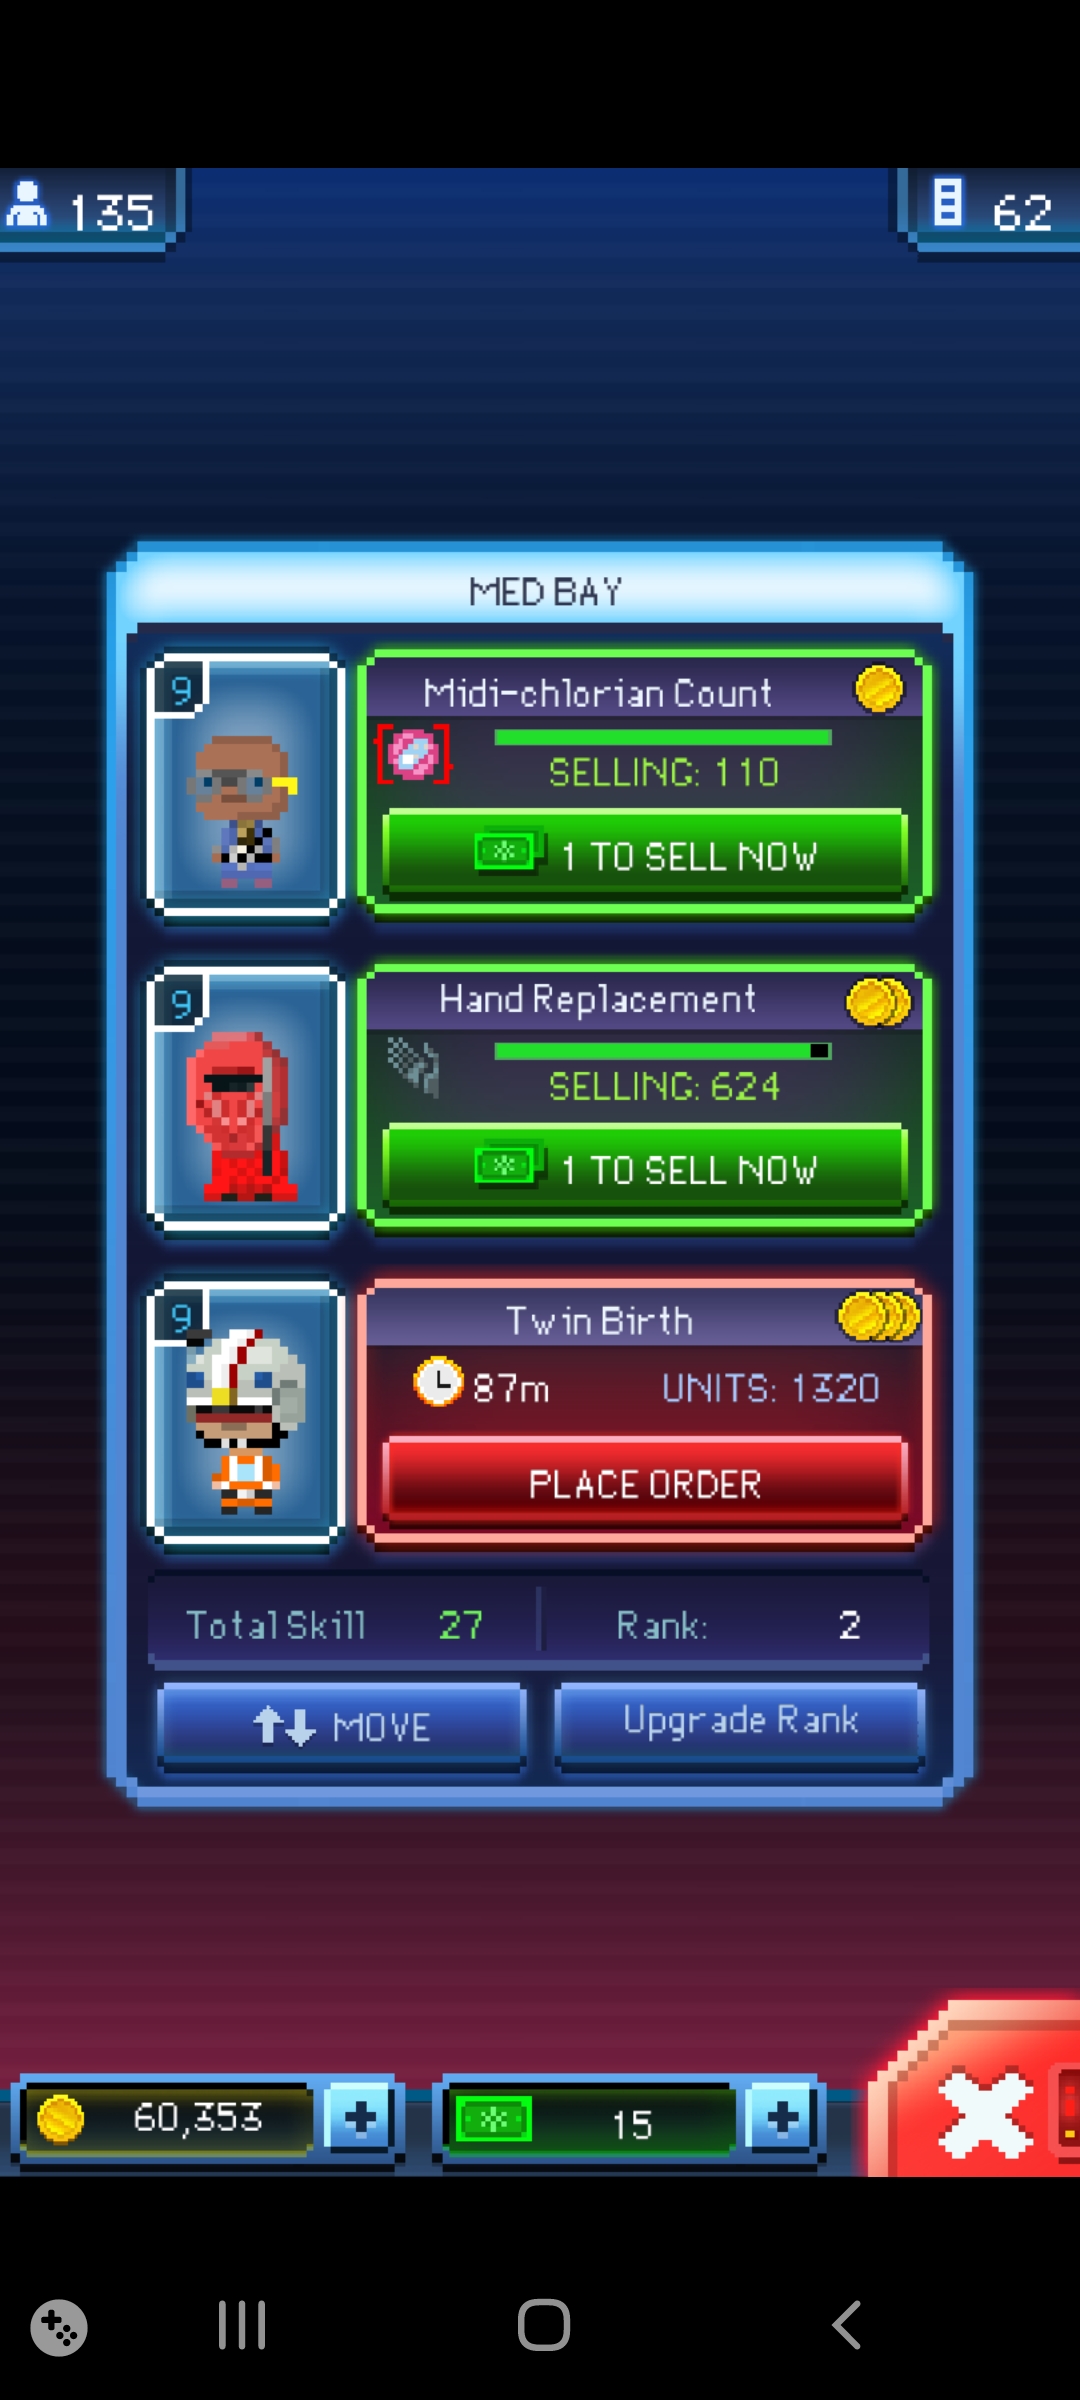 135
62
MED BAY
9
Midi-chlorian Count
SELLING: 110
1 TO SELL NOW
9
Hand Replacement
SELLING: 624
1 TO SELL NOW
9
Twin Birth
87m
UNITS: 1320
PLACE ORDER
Total Skill 27
Rank: 2
MOVE
Upgrade Rank
60,353
15